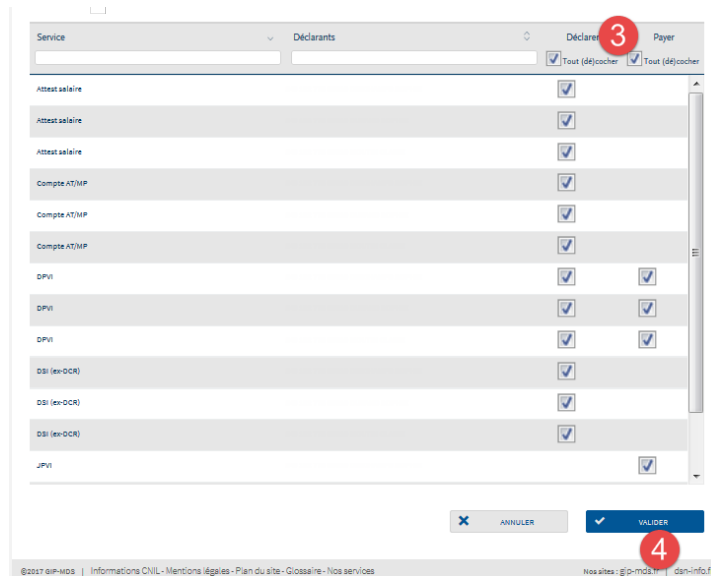 Service Déclarants Déclarer 3 Payer
Tout (dé)cocher Tout (dé)cocher
Attest salaire
Attest salaire
Attest salaire
Compte AT/MP
Compte AT/MP
Compte AT/MP
DPVI
DPVI
DPVI
DSI (ex-DCR)
DSI (ex-DCR)
DSI (ex-DCR)
JPVI
ANNULER VALIDER
4
©2017 GIP-MDS | Informations CNIL - Mentions légales - Plan du site - Glossaire - Nos services Nos sites : gip-mds.fr | dsn-info.f